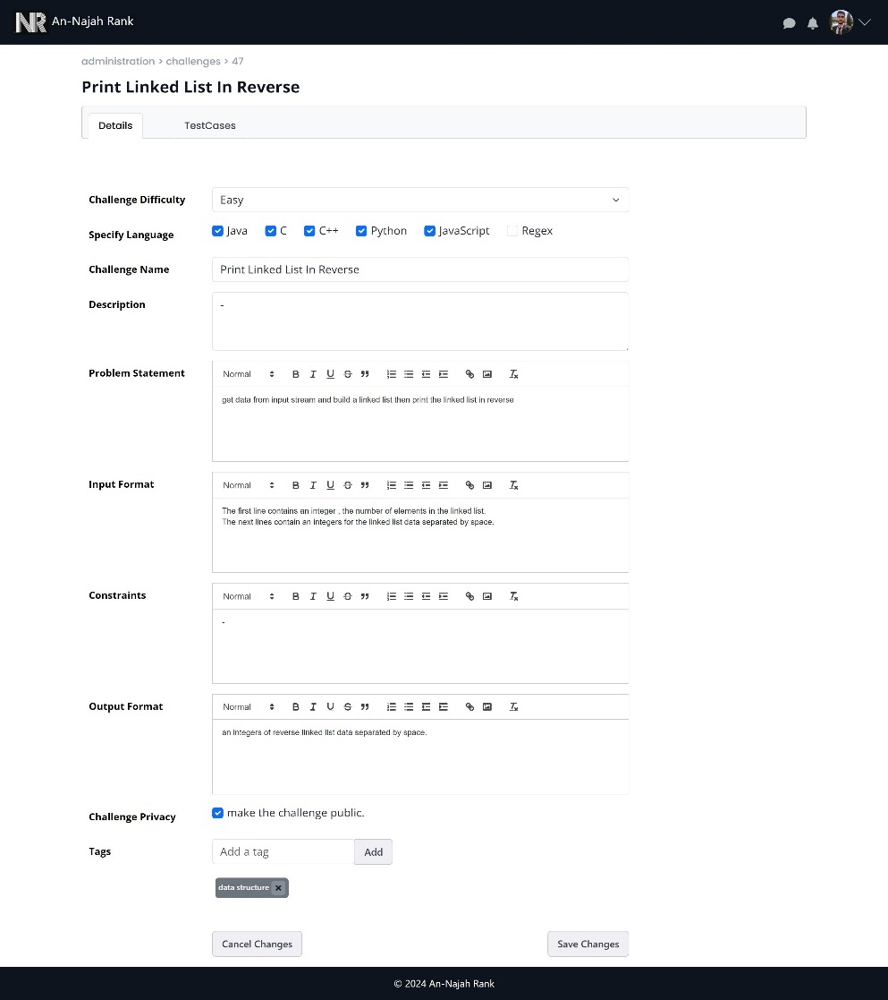 NR An-Najah Rank
administration > challenges > 47
Print Linked List In Reverse
Details TestCases
Challenge Difficulty Easy
Specify Language Java C C++ Python JavaScript Regex
Challenge Name Print Linked List In Reverse
Description -
Problem Statement Normal B I U S
get data from input stream and build a linked list then print the linked list in reverse
Input Format Normal B I U S
The first line contains an integer , the number of elements in the linked list.
The next lines contain an integers for the linked list data separated by space.
Constraints Normal B I U S
-
Output Format Normal B I U S
an integers of reverse linked list data separated by space.
Challenge Privacy make the challenge public.
Tags Add a tag Add
data structure x
Cancel Changes Save Changes
© 2024 An-Najah Rank